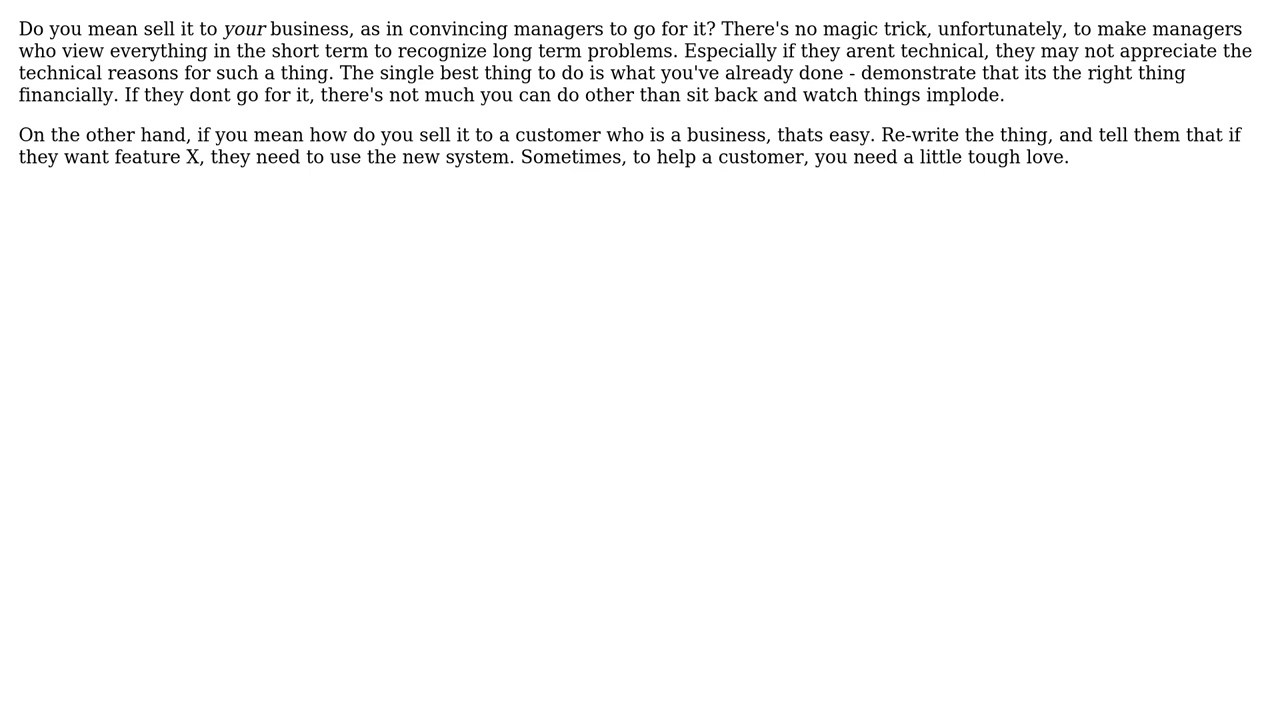 Do you mean sell it to your business, as in convincing managers to go for it? There's no magic trick, unfortunately, to make managers
who view everything in the short term to recognize long term problems. Especially if they arent technical, they may not appreciate the
technical reasons for such a thing. The single best thing to do is what you've already done - demonstrate that its the right thing
financially. If they dont go for it, there's not much you can do other than sit back and watch things implode.
On the other hand, if you mean how do you sell it to a customer who is a business, thats easy. Re-write the thing, and tell them that if
they want feature X, they need to use the new system. Sometimes, to help a customer, you need a little tough love.